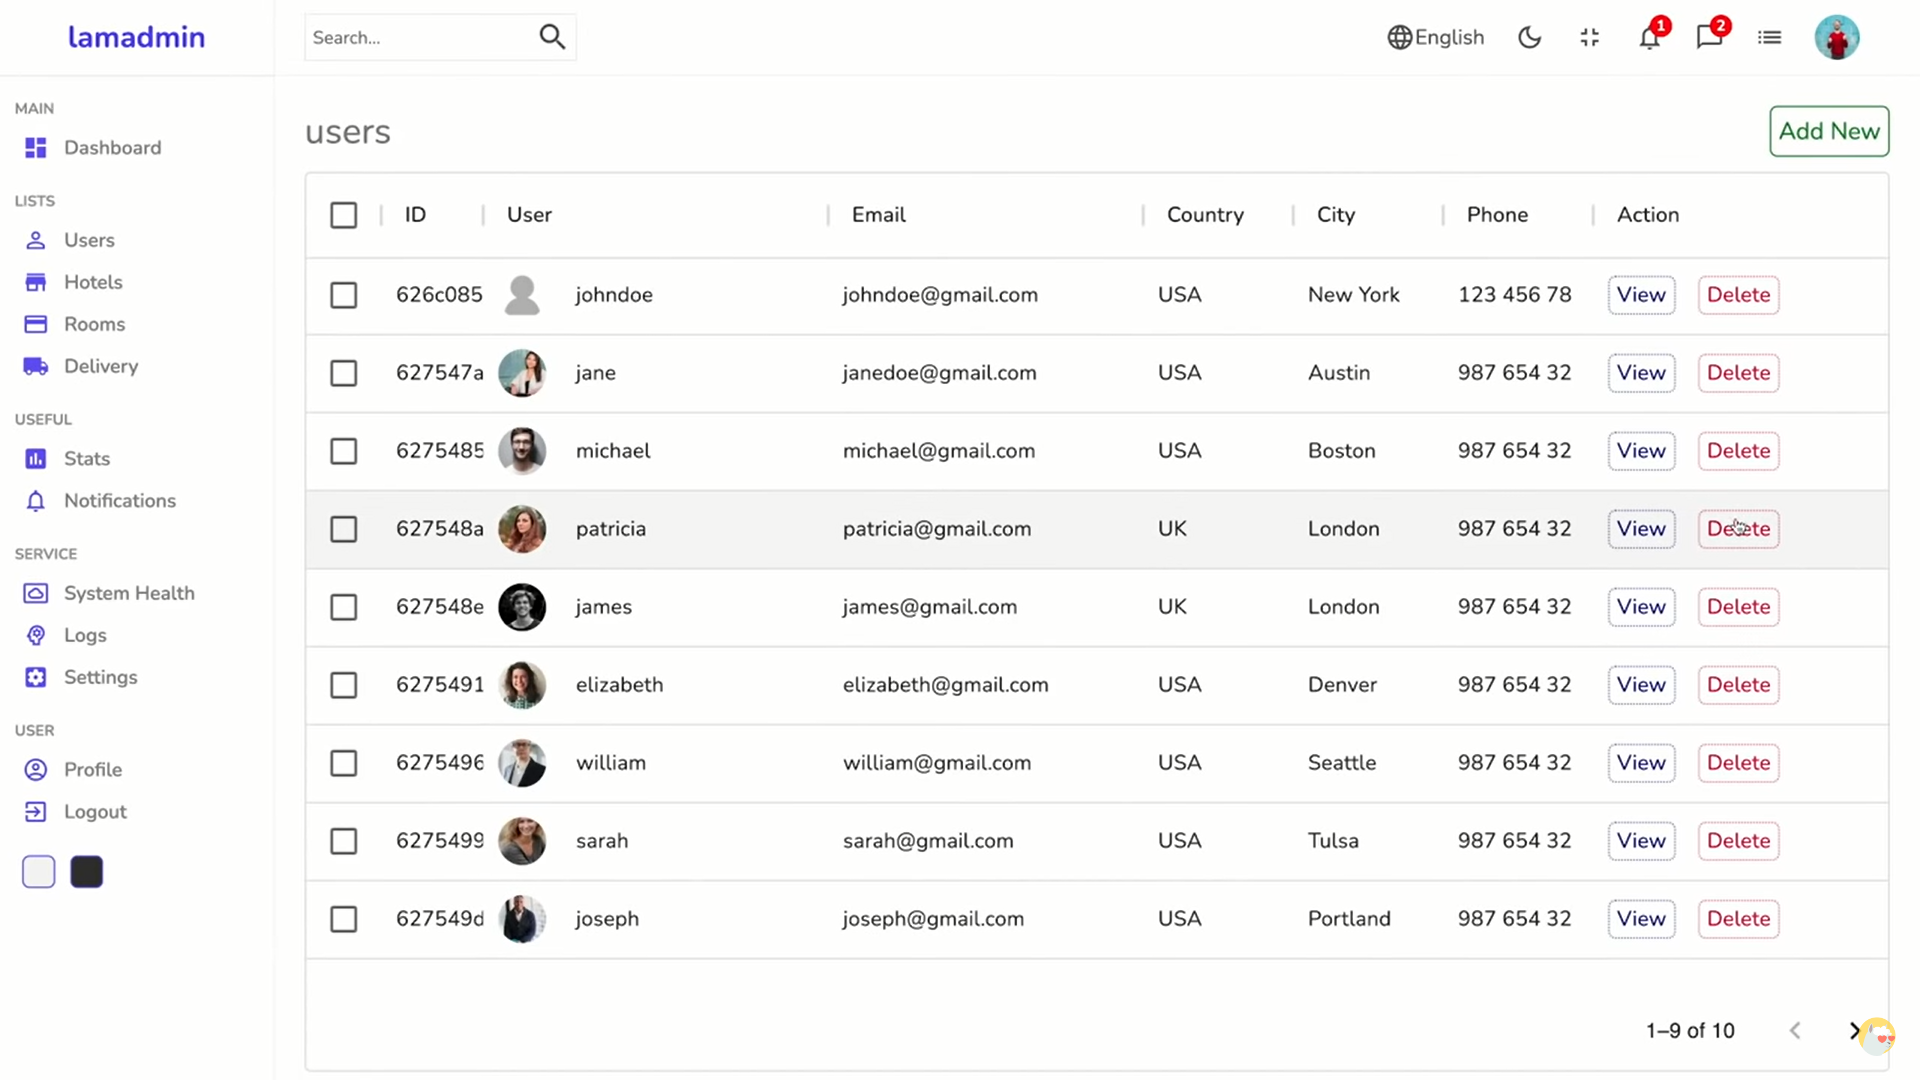 lamadmin
Search...
English
1
2
MAIN
Dashboard
LISTS
Users
Hotels
Rooms
Delivery
USEFUL
Stats
Notifications
SERVICE
System Health
Logs
Settings
USER
Profile
Logout
users
Add New
ID User Email Country City Phone Action
626c085 johndoe johndoe@gmail.com USA New York 123 456 78 View Delete
627547a jane janedoe@gmail.com USA Austin 987 654 32 View Delete
6275485 michael michael@gmail.com USA Boston 987 654 32 View Delete
627548a patricia patricia@gmail.com UK London 987 654 32 View Delete
627548e james james@gmail.com UK London 987 654 32 View Delete
6275491 elizabeth elizabeth@gmail.com USA Denver 987 654 32 View Delete
6275496 william william@gmail.com USA Seattle 987 654 32 View Delete
6275499 sarah sarah@gmail.com USA Tulsa 987 654 32 View Delete
627549d joseph joseph@gmail.com USA Portland 987 654 32 View Delete
1–9 of 10